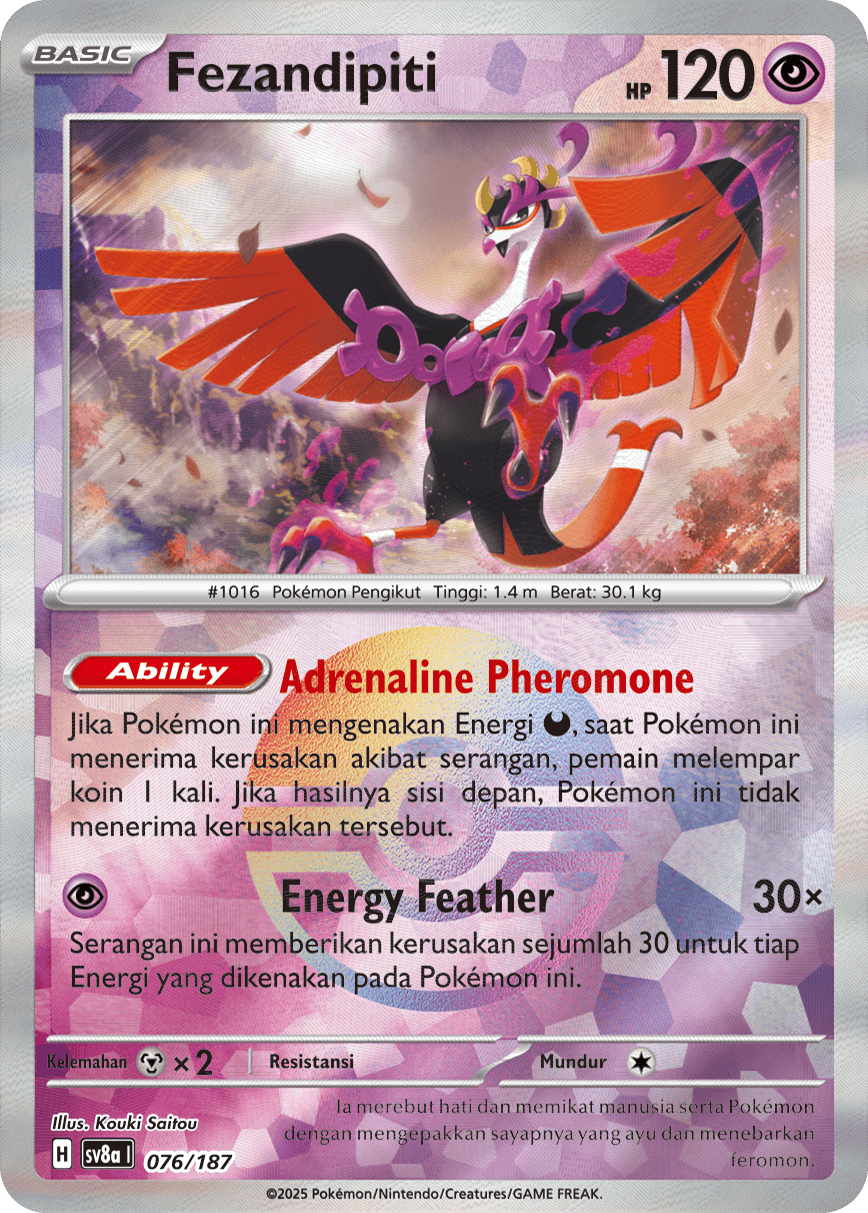 BASIC
Fezandipiti
HP 120
#1016 Pokémon Pengikut Tinggi: 1.4 m Berat: 30.1 kg
Ability Adrenaline Pheromone
Jika Pokémon ini mengenakan Energi , saat Pokémon ini
menerima kerusakan akibat serangan, pemain melempar
koin 1 kali. Jika hasilnya sisi depan, Pokémon ini tidak
menerima kerusakan tersebut.
Energy Feather 30×
Serangan ini memberikan kerusakan sejumlah 30 untuk tiap
Energi yang dikenakan pada Pokémon ini.
Kelemahan ×2 Resistansi Mundur
Ia merebut hati dan memikat manusia serta Pokémon
dengan mengepakkan sayapnya yang ayu dan menebarkan
feromon.
Illus. Kouki Saitou
H sv8a I 076/187
©2025 Pokémon/Nintendo/Creatures/GAME FREAK.